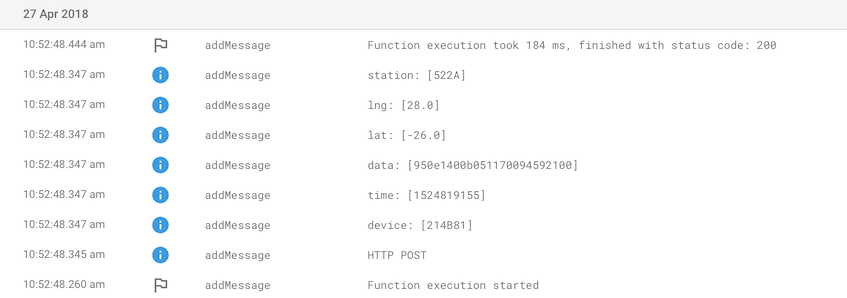 27 Apr 2018
10:52:48.444 am addMessage Function execution took 184 ms, finished with status code: 200
10:52:48.347 am addMessage station: [522A]
10:52:48.347 am addMessage lng: [28.0]
10:52:48.347 am addMessage lat: [-26.0]
10:52:48.347 am addMessage data: [950e1400b051170094592100]
10:52:48.347 am addMessage time: [1524819155]
10:52:48.347 am addMessage device: [214B81]
10:52:48.345 am addMessage HTTP POST
10:52:48.260 am addMessage Function execution started